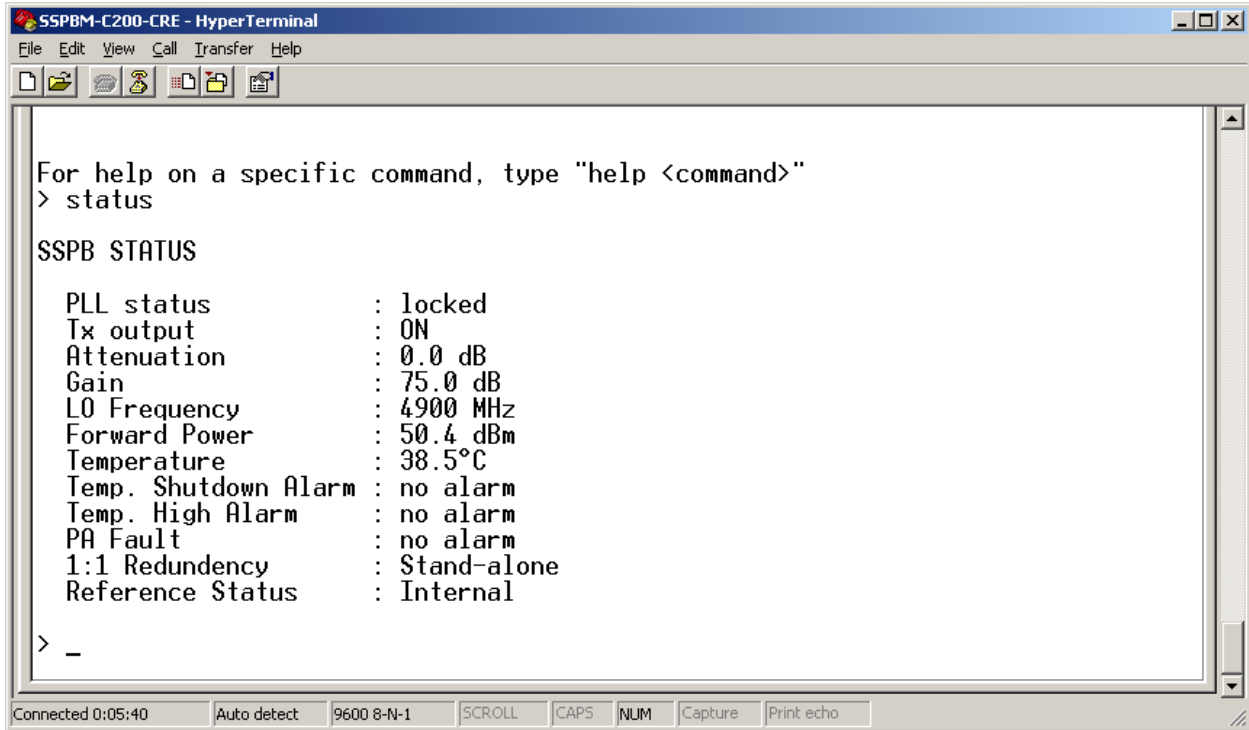 SSPBM-C200-CRE - HyperTerminal
File Edit View Call Transfer Help
For help on a specific command, type "help <command>"
> status
SSPB STATUS
PLL status : locked
Tx output : ON
Attenuation : 0.0 dB
Gain : 75.0 dB
LO Frequency : 4900 MHz
Forward Power : 50.4 dBm
Temperature : 38.5°C
Temp. Shutdown Alarm : no alarm
Temp. High Alarm : no alarm
PA Fault : no alarm
1:1 Redundency : Stand-alone
Reference Status : Internal
> _
Connected 0:05:40 Auto detect 9600 8-N-1 SCROLL CAPS NUM Capture Print echo